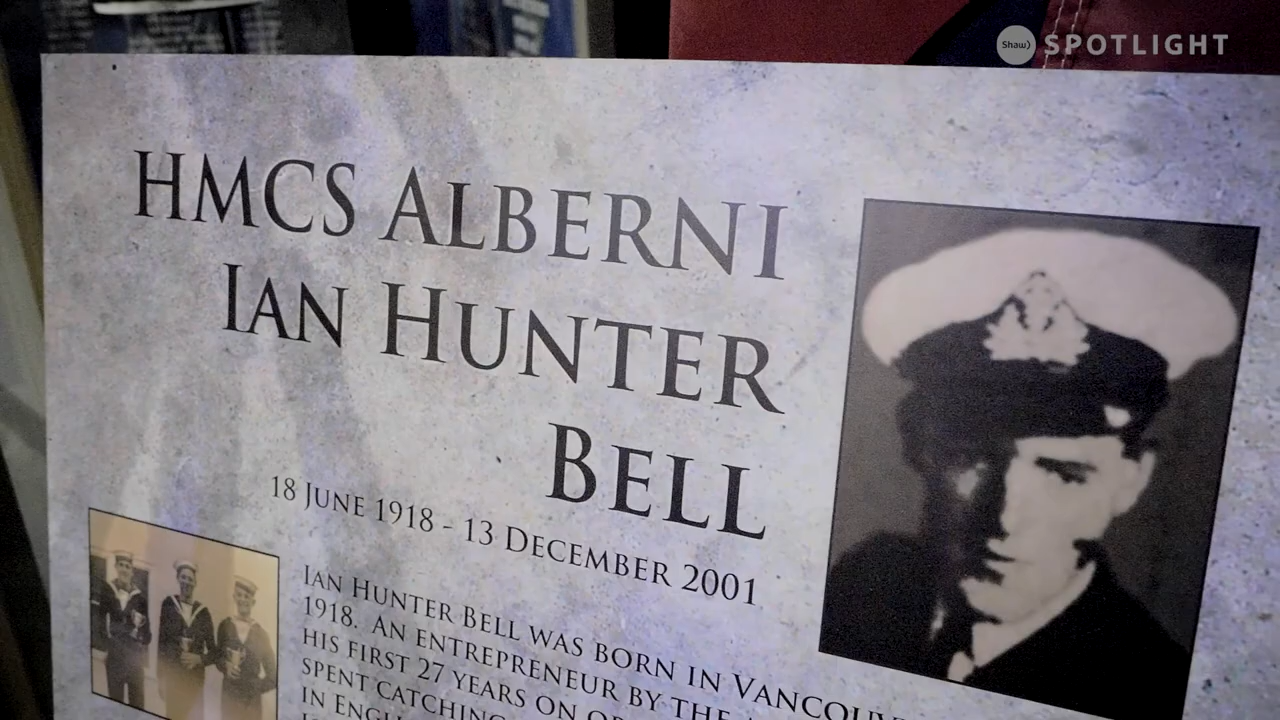 Shaw) SPOTLIGHT
HMCS ALBERNI
IAN HUNTER
BELL
18 JUNE 1918 - 13 DECEMBER 2001
IAN HUNTER BELL WAS BORN IN
1918. AN ENTREPRENEUR BY THE
HIS FIRST 27 YEARS ON OR
SPENT CATCHING
IN